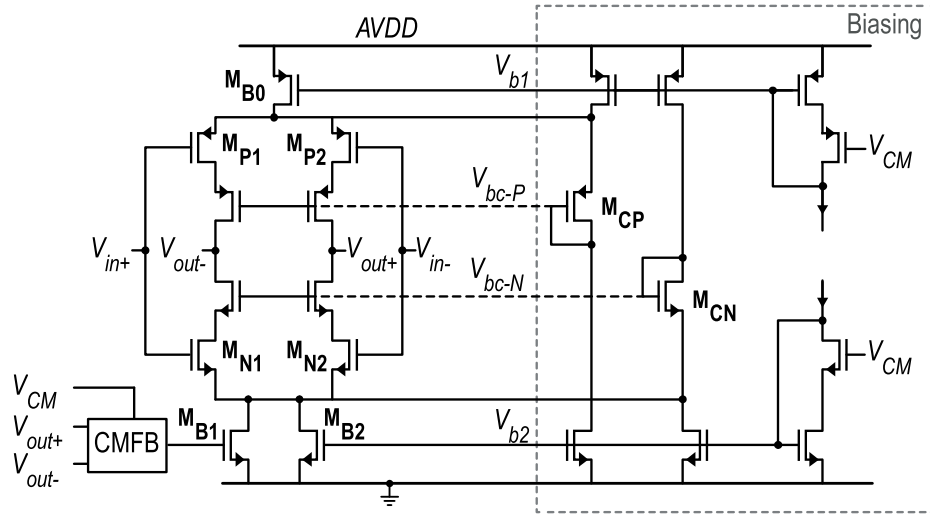 AVDD
Biasing
M_B0
V_b1
M_P1
M_P2
V_CM
V_bc-P
M_CP
V_in+
V_out-
V_out+
V_in-
V_bc-N
M_CN
M_N1
M_N2
V_CM
V_CM
M_B1
M_B2
V_b2
V_out+
CMFB
V_out-